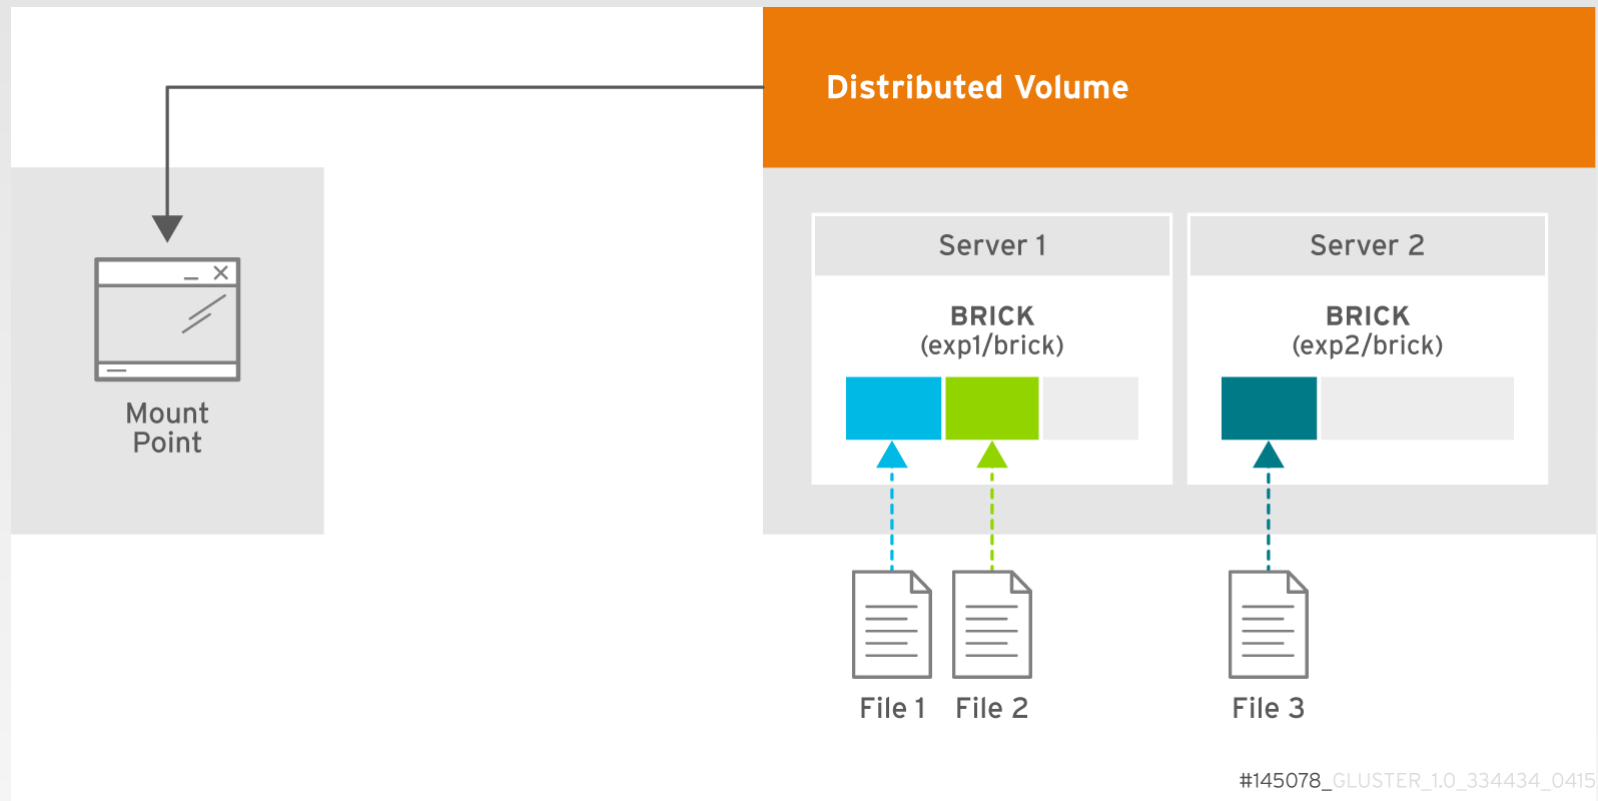 Distributed Volume
Server 1
Server 2
BRICK
(exp1/brick)
BRICK
(exp2/brick)
Mount
Point
File 1
File 2
File 3
#145078_GLUSTER_1.0_334434_0415